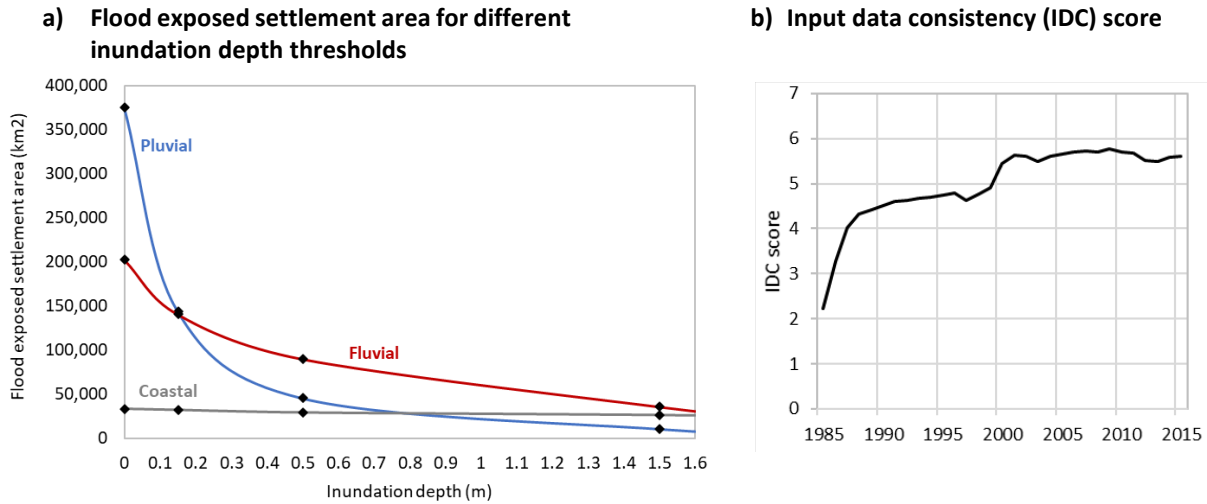 a) Flood exposed settlement area for different
inundation depth thresholds
Flood exposed settlement area (km2)
400,000
350,000
300,000
250,000
200,000
150,000
100,000
50,000
0
Pluvial
Fluvial
Coastal
0 0.1 0.2 0.3 0.4 0.5 0.6 0.7 0.8 0.9 1 1.1 1.2 1.3 1.4 1.5 1.6
Inundation depth (m)
b) Input data consistency (IDC) score
IDC score
7
6
5
4
3
2
1
0
1985 1990 1995 2000 2005 2010 2015